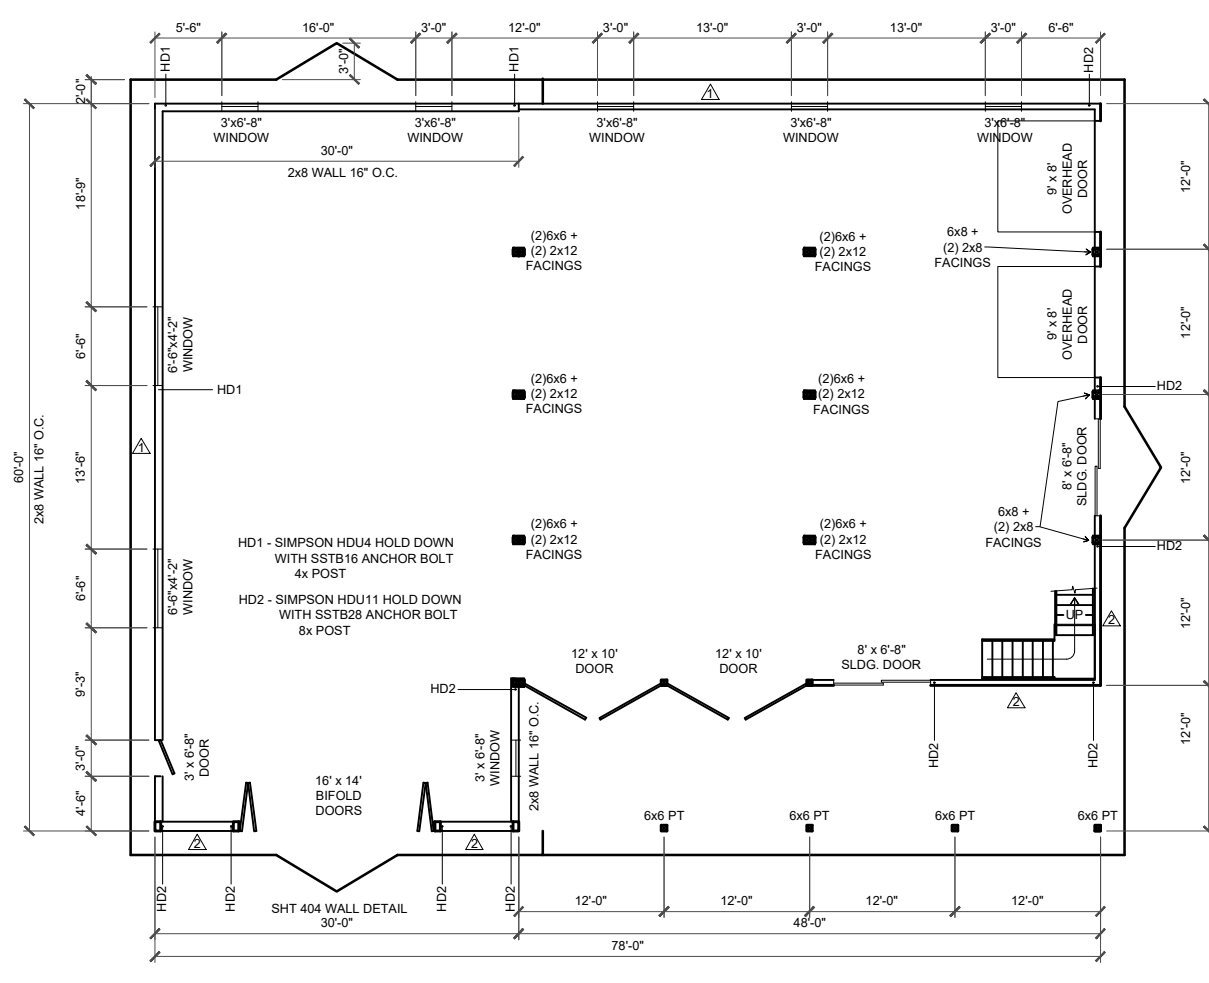 5'-6"
16'-0"
3'-0"
12'-0"
3'-0"
13'-0"
3'-0"
13'-0"
3'-0"
6'-6"
HD1
3'-0"
HD1
HD2
2'-0"
1
3'x6'-8"
WINDOW
3'x6'-8"
WINDOW
3'x6'-8"
WINDOW
3'x6'-8"
WINDOW
3'x6'-8"
WINDOW
30'-0"
2x8 WALL 16" O.C.
18'-9"
9' x 8'
OVERHEAD
DOOR
12'-0"
(2)6x6 +
(2) 2x12
FACINGS
(2)6x6 +
(2) 2x12
FACINGS
6x8 +
(2) 2x8
FACINGS
6'-6"
6'-6"x4'-2"
WINDOW
9' x 8'
OVERHEAD
DOOR
12'-0"
HD1
(2)6x6 +
(2) 2x12
FACINGS
(2)6x6 +
(2) 2x12
FACINGS
HD2
60'-0"
2x8 WALL 16" O.C.
13'-6"
1
8' x 6'-8"
SLDG. DOOR
12'-0"
6x8 +
(2) 2x8
FACINGS
(2)6x6 +
(2) 2x12
FACINGS
(2)6x6 +
(2) 2x12
FACINGS
HD2
HD1 - SIMPSON HDU4 HOLD DOWN
WITH SSTB16 ANCHOR BOLT
4x POST
HD2 - SIMPSON HDU11 HOLD DOWN
WITH SSTB28 ANCHOR BOLT
8x POST
6'-6"
6'-6"x4'-2"
WINDOW
UP
2
12'-0"
12' x 10'
DOOR
12' x 10'
DOOR
8' x 6'-8"
SLDG. DOOR
9'-3"
HD2
2
3'-0"
3' x 6'-8"
DOOR
3' x 6'-8"
WINDOW
2x8 WALL 16" O.C.
HD2
HD2
12'-0"
4'-6"
16' x 14'
BIFOLD
DOORS
6x6 PT
6x6 PT
6x6 PT
6x6 PT
2
2
HD2
HD2
HD2
HD2
SHT 404 WALL DETAIL
12'-0"
12'-0"
12'-0"
12'-0"
30'-0"
48'-0"
78'-0"